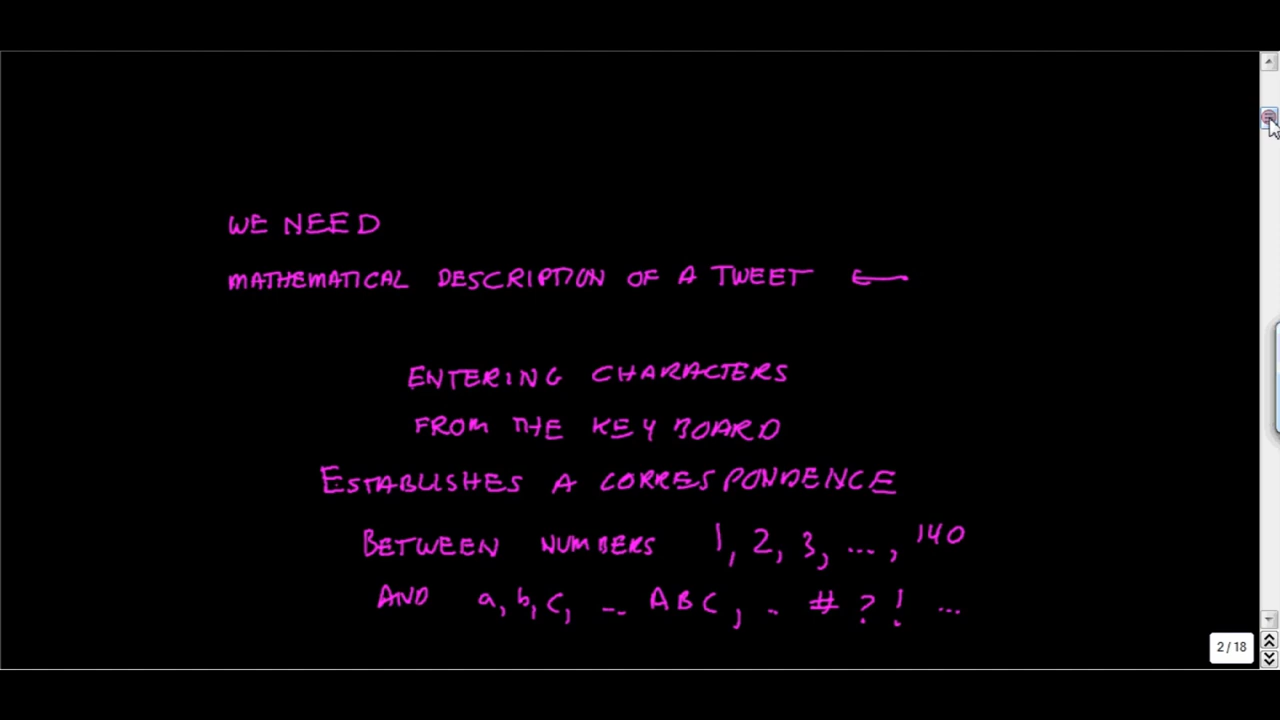 WE NEED
MATHEMATICAL DESCRIPTION OF A TWEET ←
ENTERING CHARACTERS
FROM THE KEYBOARD
ESTABLISHES A CORRESPONDENCE
BETWEEN NUMBERS 1, 2, 3, ..., 140
AND a, b, c, -- ABC, - # ? ! ...
2 / 18